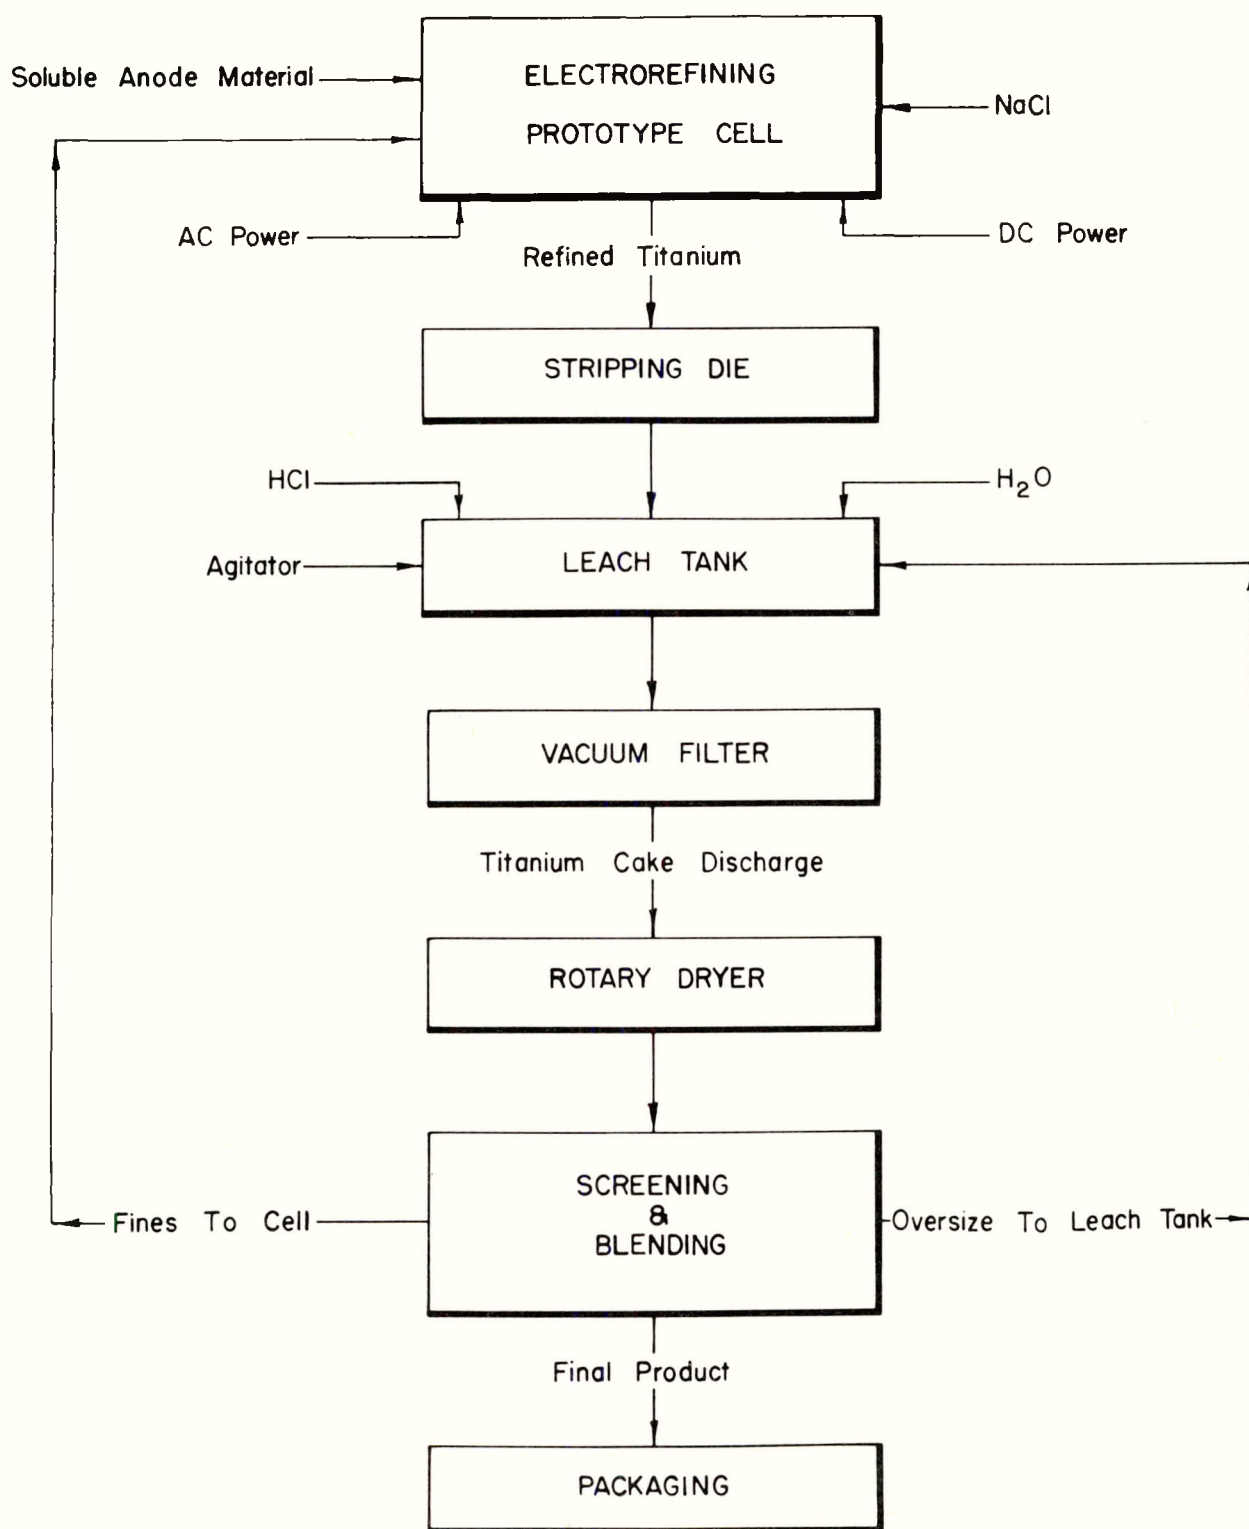 ELECTROREFINING
PROTOTYPE CELL
Soluble Anode Material
NaCl
AC Power
DC Power
Refined Titanium
STRIPPING DIE
HCl
H₂O
Agitator
LEACH TANK
VACUUM FILTER
Titanium Cake Discharge
ROTARY DRYER
SCREENING
&
BLENDING
Fines To Cell
Oversize To Leach Tank
Final Product
PACKAGING